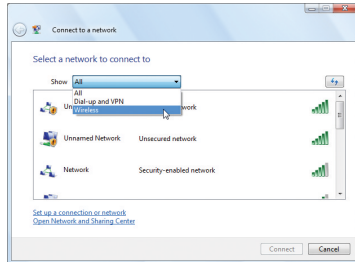 Connect to a network
Select a network to connect to
Show All
All
Dial-up and VPN
Wireless
Un work
Unnamed Network Unsecured network
Network Security-enabled network
Set up a connection or network
Open Network and Sharing Center
Connect Cancel